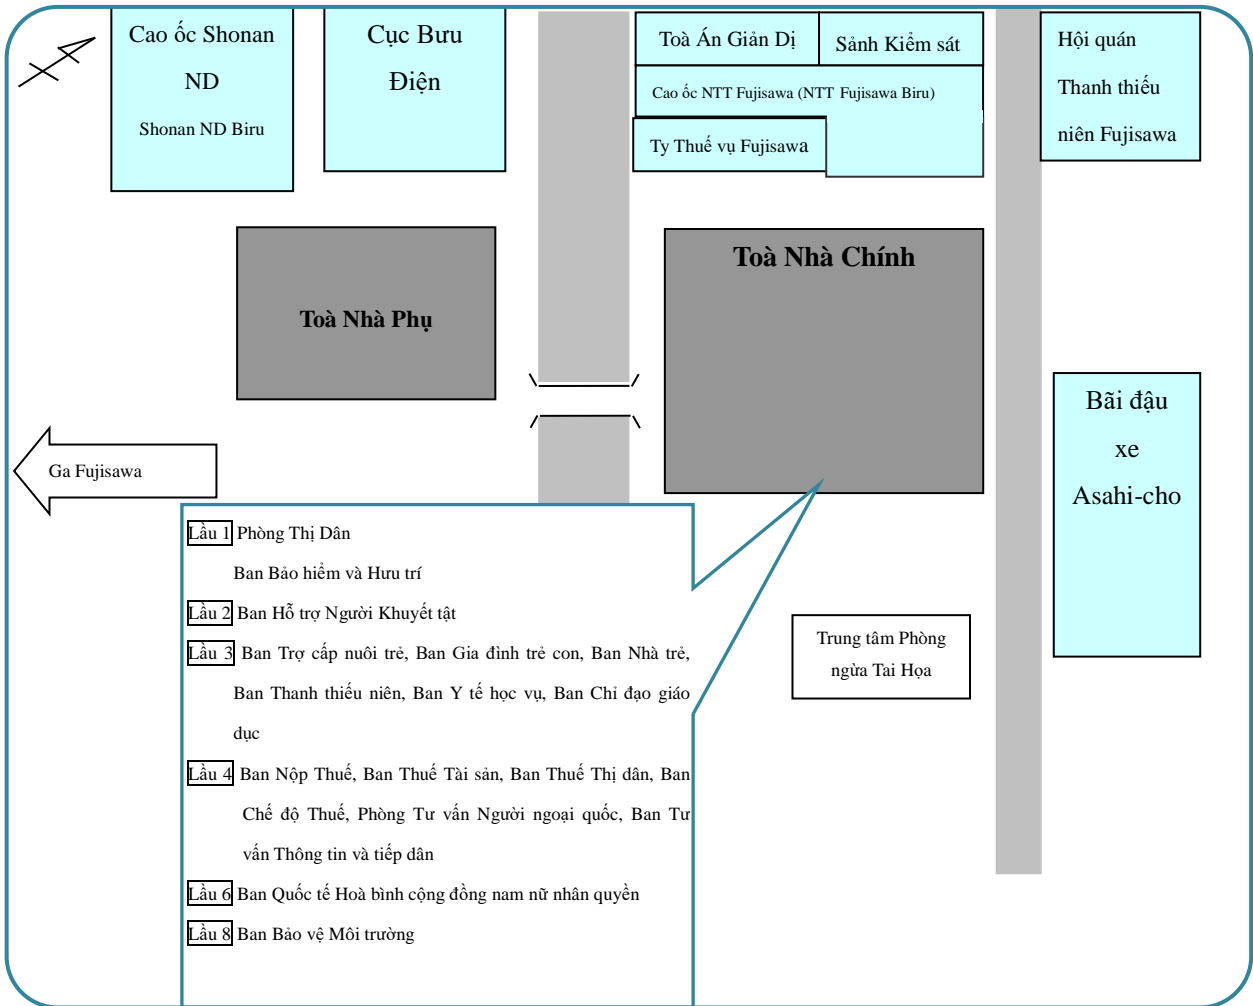 Cao ốc Shonan
ND
Shonan ND Biru
Cục Bưu
Điện
Toà Án Giản Dị
Sảnh Kiểm sát
Cao ốc NTT Fujisawa (NTT Fujisawa Biru)
Ty Thuế vụ Fujisawa
Hội quán
Thanh thiếu
niên Fujisawa
Toà Nhà Phụ
Toà Nhà Chính
Bãi đậu
xe
Asahi-cho
Ga Fujisawa
Lầu 1 Phòng Thị Dân
Ban Bảo hiểm và Hưu trí
Lầu 2 Ban Hỗ trợ Người Khuyết tật
Lầu 3 Ban Trợ cấp nuôi trẻ, Ban Gia đình trẻ con, Ban Nhà trẻ,
Ban Thanh thiếu niên, Ban Y tế học vụ, Ban Chỉ đạo giáo
dục
Lầu 4 Ban Nộp Thuế, Ban Thuế Tài sản, Ban Thuế Thị dân, Ban
Chế độ Thuế, Phòng Tư vấn Người ngoại quốc, Ban Tư
vấn Thông tin và tiếp dân
Lầu 6 Ban Quốc tế Hoà bình cộng đồng nam nữ nhân quyền
Lầu 8 Ban Bảo vệ Môi trường
Trung tâm Phòng
ngừa Tai Họa